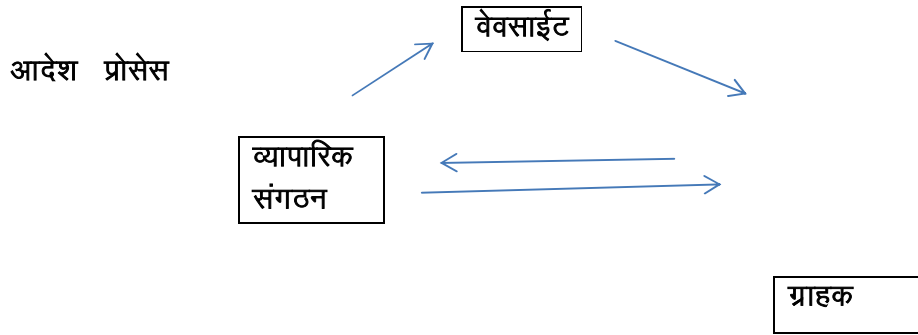 वेवसाईट
आदेश प्रोसेस
व्यापारिक
संगठन
ग्राहक